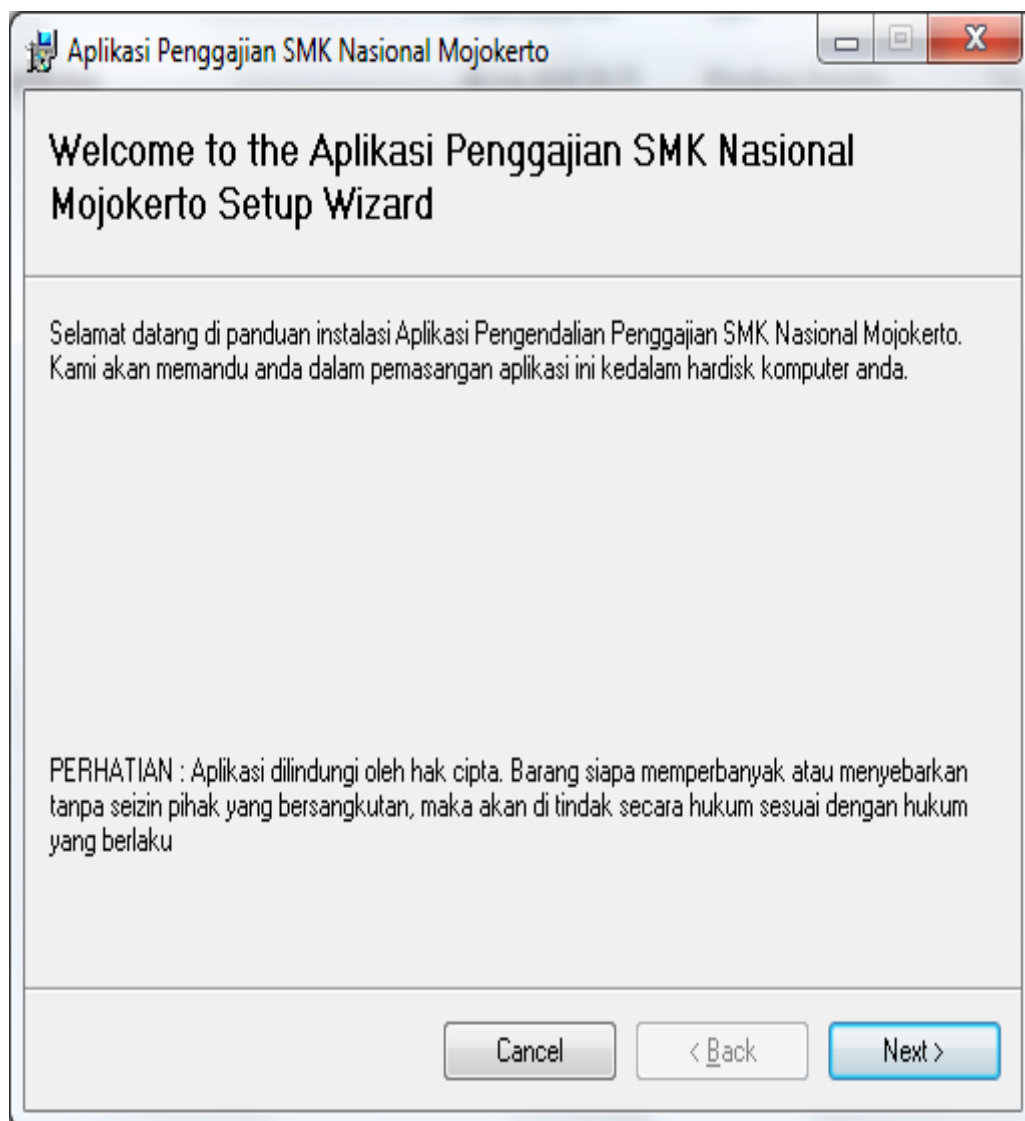 Aplikasi Penggajian SMK Nasional Mojokerto
Welcome to the Aplikasi Penggajian SMK Nasional
Mojokerto Setup Wizard
Selamat datang di panduan instalasi Aplikasi Pengendalian Penggajian SMK Nasional Mojokerto.
Kami akan memandu anda dalam pemasangan aplikasi ini kedalam hardisk komputer anda.
PERHATIAN : Aplikasi dilindungi oleh hak cipta. Barang siapa memperbanyak atau menyebarkan
tanpa seizin pihak yang bersangkutan, maka akan di tindak secara hukum sesuai dengan hukum
yang berlaku
Cancel
< Back
Next >